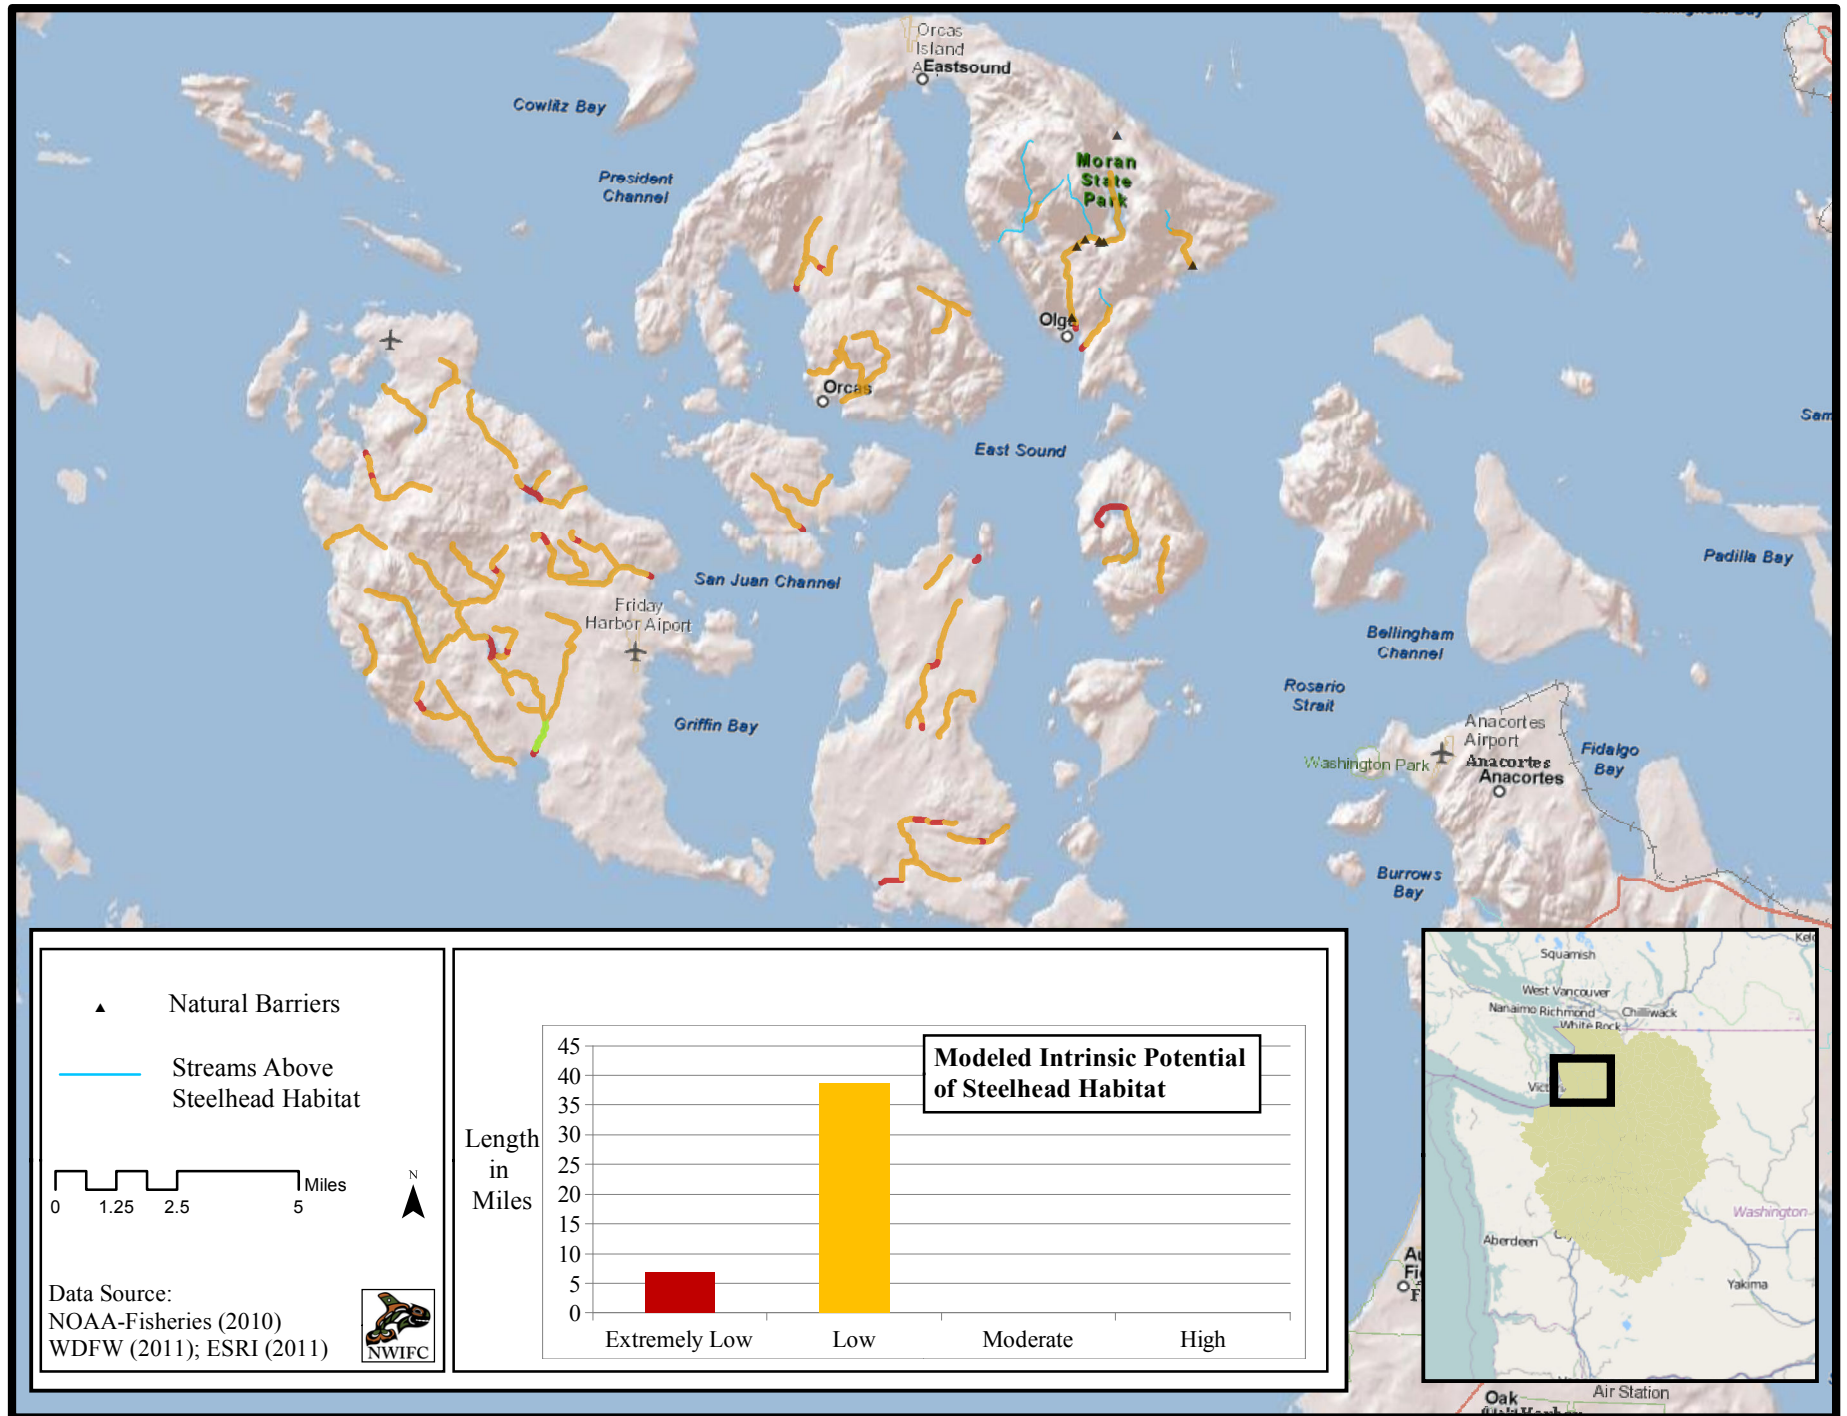 Orcas
Island
Eastsound
Cowlitz Bay
President
Channel
Moran
State
Park
Olga
Orcas
East Sound
San Juan Channel
Friday
Harbor Aiport
Griffin Bay
Padilla Bay
Bellingham
Channel
Rosario
Strait
Anacortes
Airport
Washington Park
Anacortes
Anacortes
Fidalgo
Bay
Burrows
Bay
Sam
Natural Barriers
Streams Above
Steelhead Habitat
Miles
0 1.25 2.5 5
N
Data Source:
NOAA-Fisheries (2010)
WDFW (2011); ESRI (2011)
NWIFC
Modeled Intrinsic Potential
of Steelhead Habitat
Length
in
Miles
45
40
35
30
25
20
15
10
5
0
Extremely Low Low Moderate High
Squamish
West Vancouver
Nanaimo Richmond Chilliwack
White Rock
Washington
Aberdeen
Yakima
Air Station
Oak